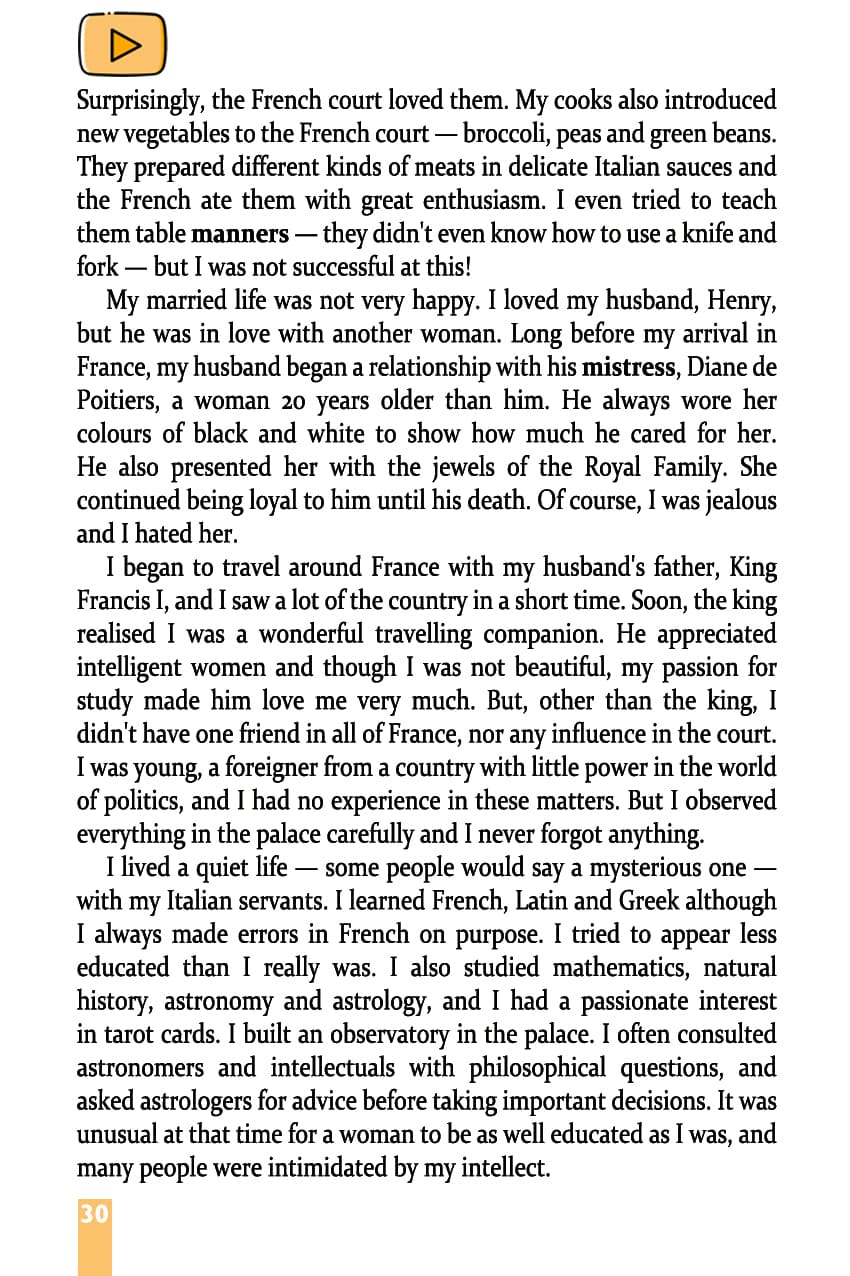 Surprisingly, the French court loved them. My cooks also introduced
new vegetables to the French court — broccoli, peas and green beans.
They prepared different kinds of meats in delicate Italian sauces and
the French ate them with great enthusiasm. I even tried to teach
them table manners — they didn't even know how to use a knife and
fork — but I was not successful at this!
My married life was not very happy. I loved my husband, Henry,
but he was in love with another woman. Long before my arrival in
France, my husband began a relationship with his mistress, Diane de
Poitiers, a woman 20 years older than him. He always wore her
colours of black and white to show how much he cared for her.
He also presented her with the jewels of the Royal Family. She
continued being loyal to him until his death. Of course, I was jealous
and I hated her.
I began to travel around France with my husband's father, King
Francis I, and I saw a lot of the country in a short time. Soon, the king
realised I was a wonderful travelling companion. He appreciated
intelligent women and though I was not beautiful, my passion for
study made him love me very much. But, other than the king, I
didn't have one friend in all of France, nor any influence in the court.
I was young, a foreigner from a country with little power in the world
of politics, and I had no experience in these matters. But I observed
everything in the palace carefully and I never forgot anything.
I lived a quiet life — some people would say a mysterious one —
with my Italian servants. I learned French, Latin and Greek although
I always made errors in French on purpose. I tried to appear less
educated than I really was. I also studied mathematics, natural
history, astronomy and astrology, and I had a passionate interest
in tarot cards. I built an observatory in the palace. I often consulted
astronomers and intellectuals with philosophical questions, and
asked astrologers for advice before taking important decisions. It was
unusual at that time for a woman to be as well educated as I was, and
many people were intimidated by my intellect.
30